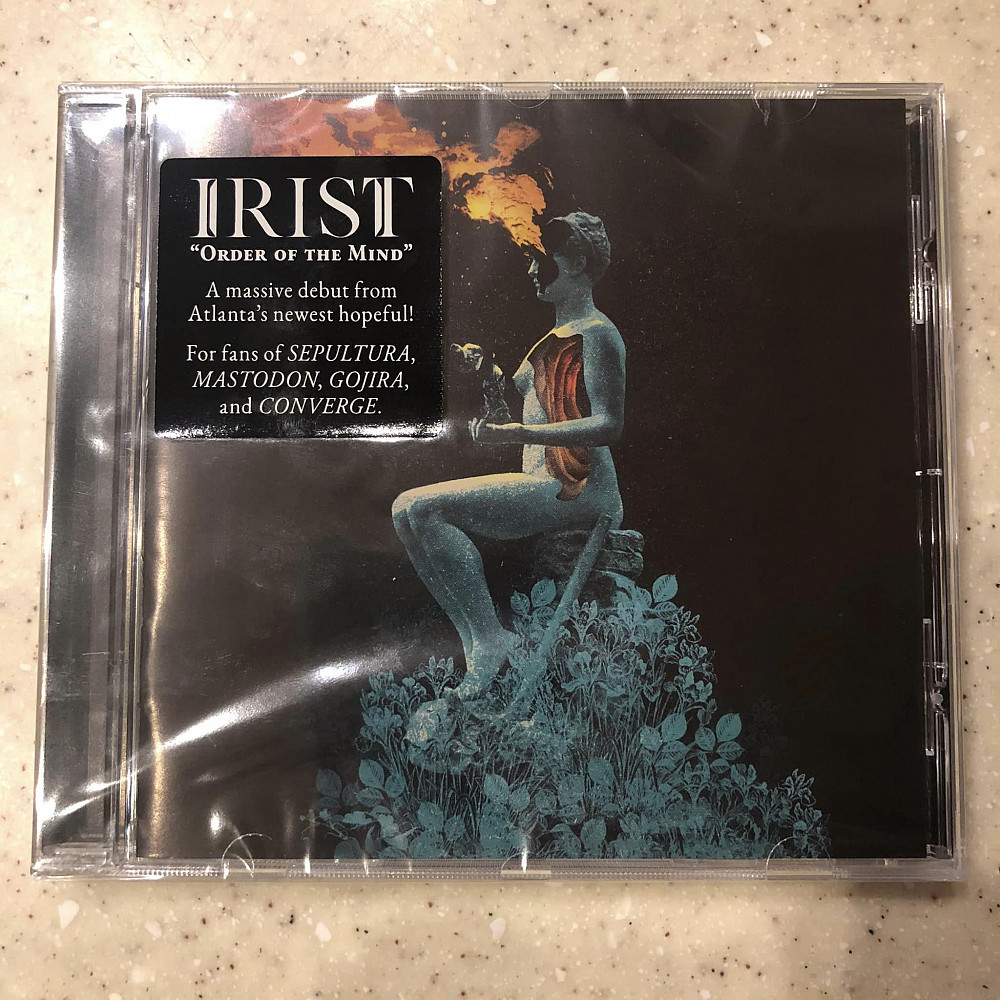 IRIST
“ORDER OF THE MIND”
A massive debut from
Atlanta’s newest hopeful!
For fans of SEPULTURA,
MASTODON, GOJIRA,
and CONVERGE.